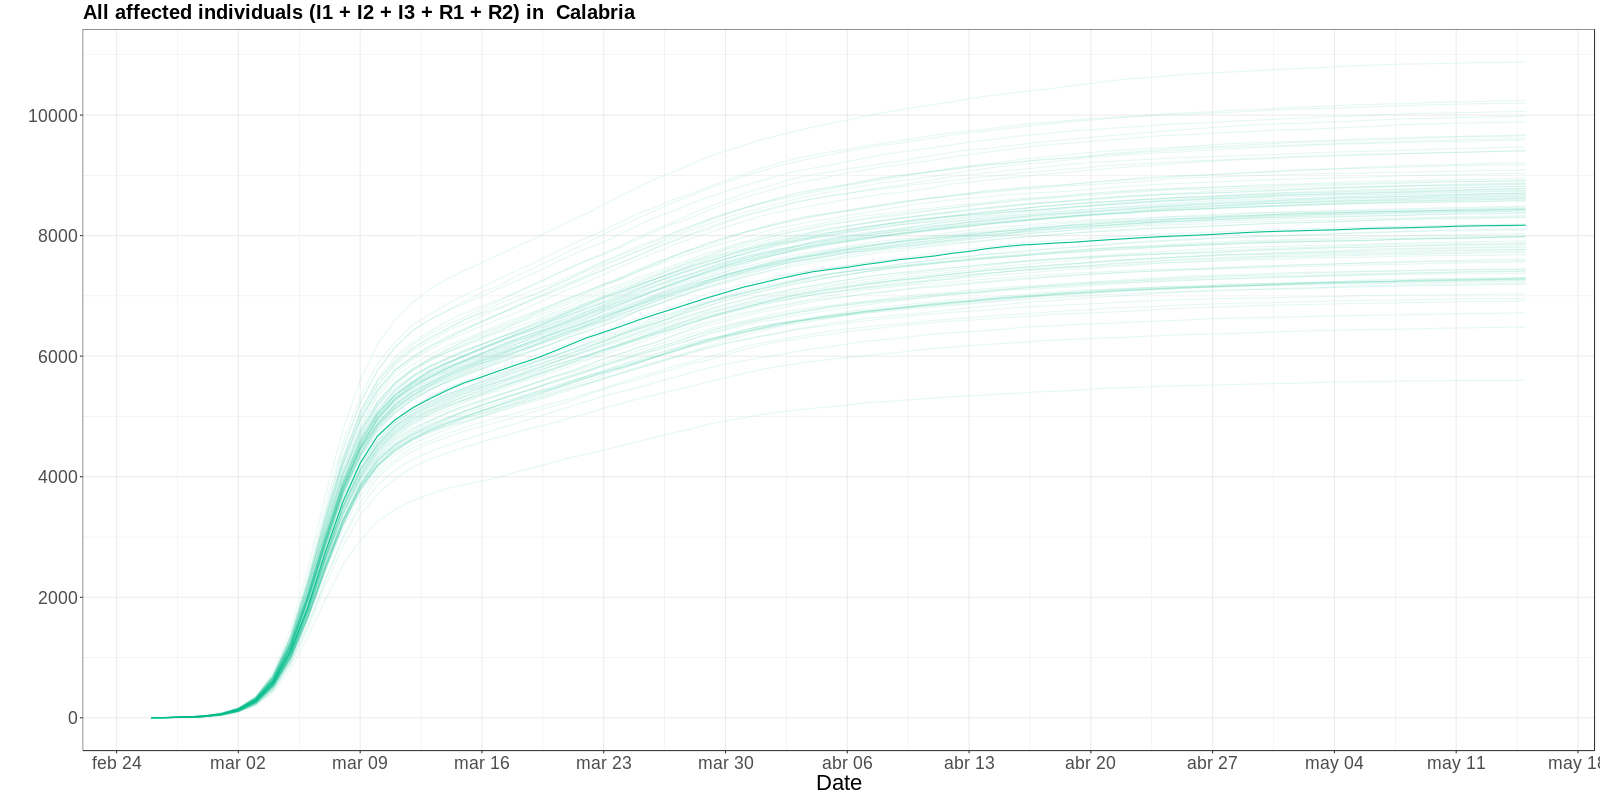 All affected individuals (I1 + I2 + I3 + R1 + R2) in  Calabria
10000
8000
6000
4000
2000
0
feb 24 mar 02 mar 09 mar 16 mar 23 mar 30 abr 06 abr 13 abr 20 abr 27 may 04 may 11 may 18
Date